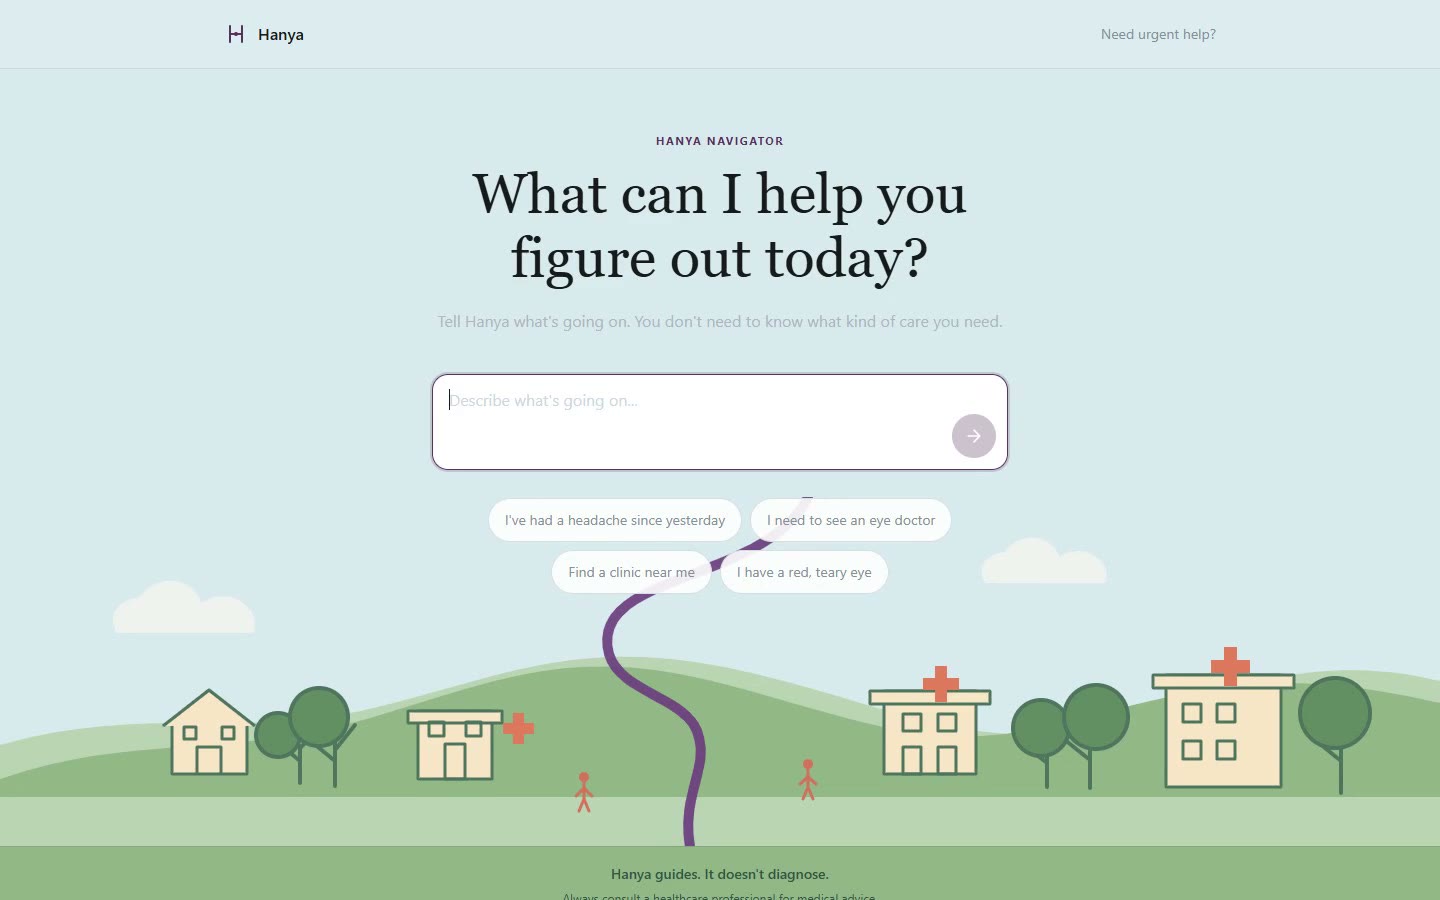 Hanya
Need urgent help?
HANYA NAVIGATOR
What can I help you
figure out today?
Tell Hanya what's going on. You don't need to know what kind of care you need.
Describe what's going on...
I've had a headache since yesterday
I need to see an eye doctor
Find a clinic near me
I have a red, teary eye
Hanya guides. It doesn't diagnose.
Always consult a healthcare professional for medical advice.